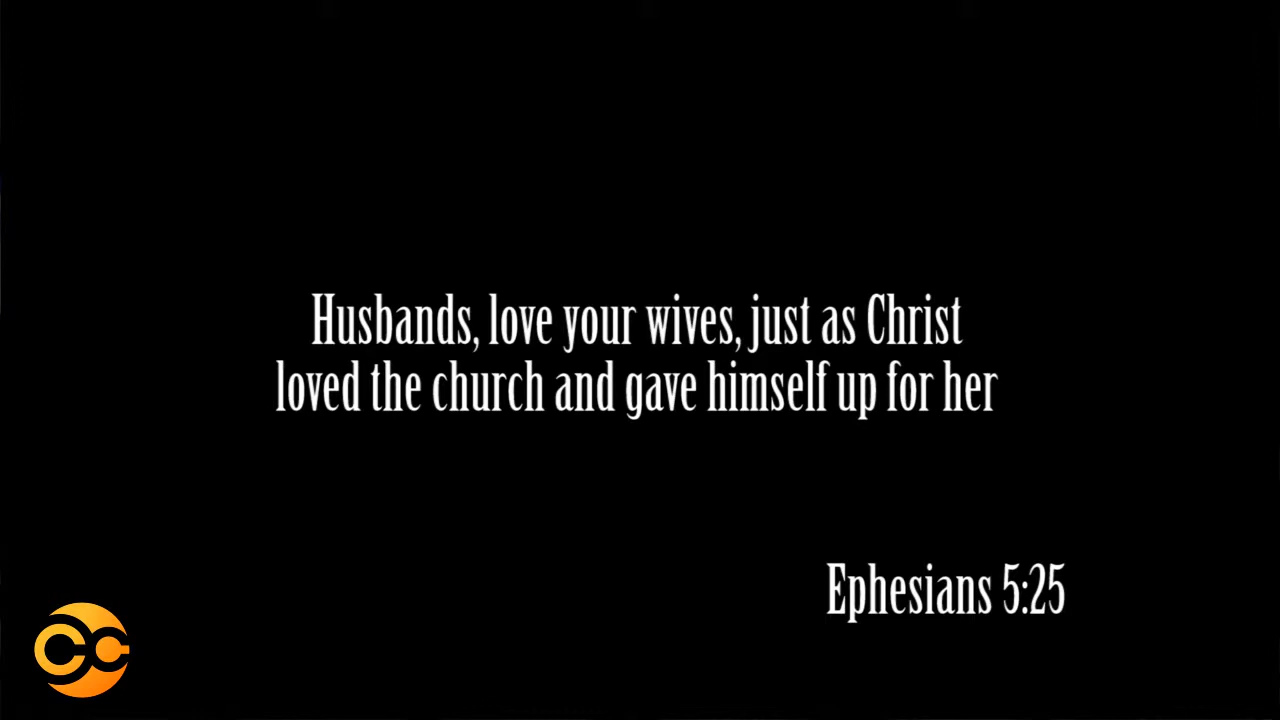 Husbands, love your wives, just as Christ
loved the church and gave himself up for her
Ephesians 5:25
CC